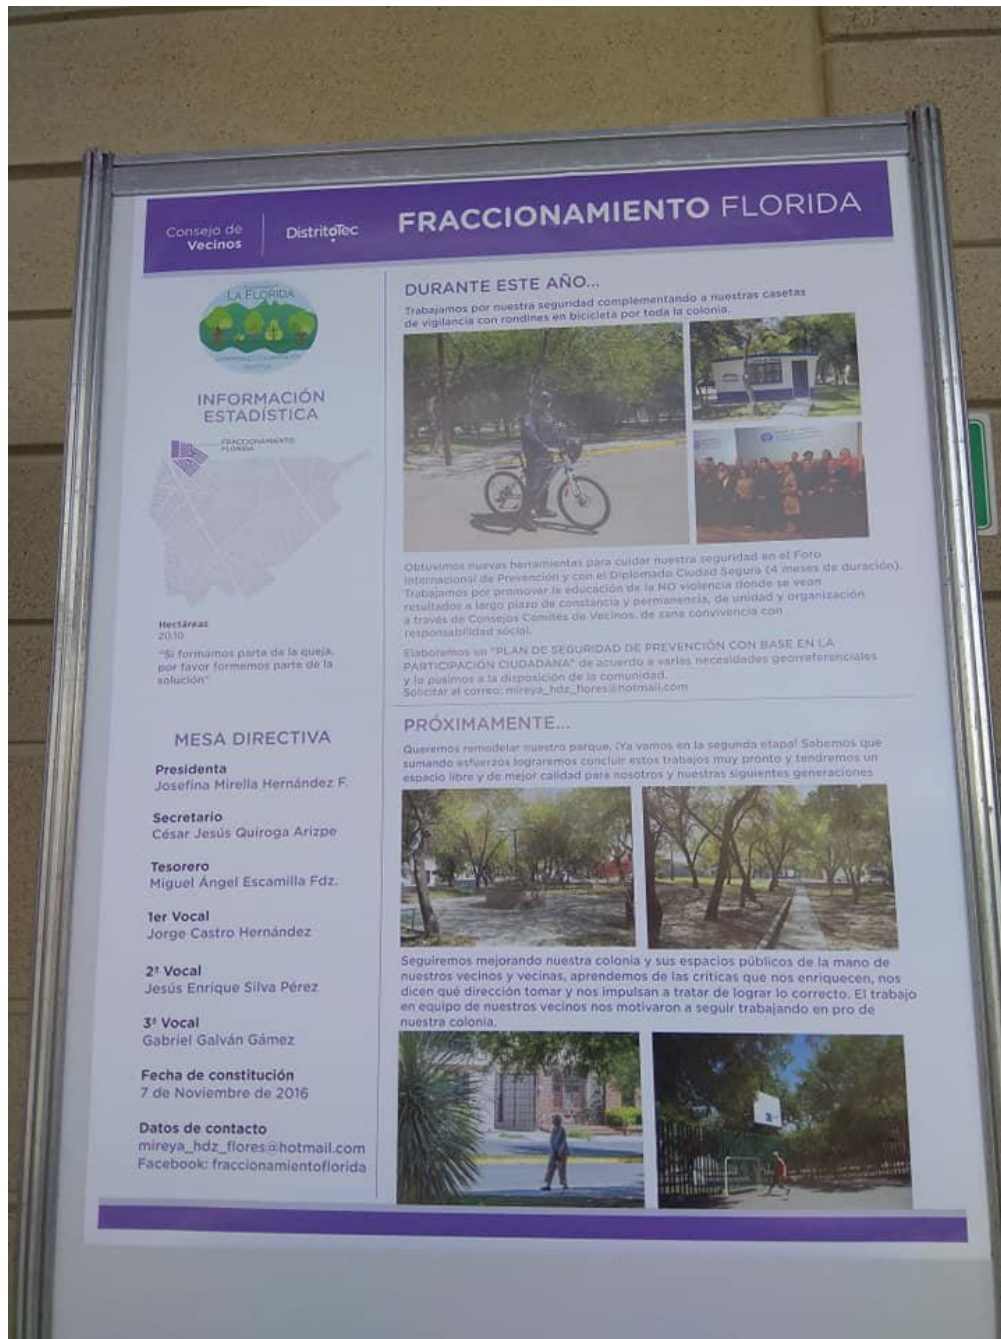 Consejo de
Vecinos
DistritoTec
FRACCIONAMIENTO FLORIDA
LA FLORIDA
INFORMACIÓN
ESTADÍSTICA
FRACCIONAMIENTO
FLORIDA
Hectáreas
20.10
"Si formamos parte de la queja,
por favor formemos parte de la
solución"
MESA DIRECTIVA
Presidenta
Josefina Mirella Hernández F.
Secretario
César Jesús Quiroga Arizpe
Tesorero
Miguel Ángel Escamilla Fdz.
1er Vocal
Jorge Castro Hernández
2º Vocal
Jesús Enrique Silva Pérez
3º Vocal
Gabriel Galván Gámez
Fecha de constitución
7 de Noviembre de 2016
Datos de contacto
mireya_hdz_flores@hotmail.com
Facebook: fraccionamientoflorida
DURANTE ESTE AÑO...
Trabajamos por nuestra seguridad complementando a nuestras casetas
de vigilancia con rondines en bicicleta por toda la colonia.
Obtuvimos nuevas herramientas para cuidar nuestra seguridad en el Foro
Internacional de Prevención y con el Diplomado Ciudad Segura (4 meses de duración).
Trabajamos por promover la educación de la NO violencia donde se vean
resultados a largo plazo de constancia y permanencia, de unidad y organización
a través de Consejos Comités de Vecinos, de sana convivencia con
responsabilidad social.
Elaboramos un "PLAN DE SEGURIDAD DE PREVENCIÓN CON BASE EN LA
PARTICIPACIÓN CIUDADANA" de acuerdo a varias necesidades georreferenciales
y lo pusimos a la disposición de la comunidad.
Solicitar al correo: mireya_hdz_flores@hotmail.com
PRÓXIMAMENTE...
Queremos remodelar nuestro parque. ¡Ya vamos en la segunda etapa! Sabemos que
sumando esfuerzos lograremos concluir estos trabajos muy pronto y tendremos un
espacio libre y de mejor calidad para nosotros y nuestras siguientes generaciones
Seguiremos mejorando nuestra colonia y sus espacios públicos de la mano de
nuestros vecinos y vecinas, aprendemos de las críticas que nos enriquecen, nos
dicen qué dirección tomar y nos impulsan a tratar de lograr lo correcto. El trabajo
en equipo de nuestros vecinos nos motivaron a seguir trabajando en pro de
nuestra colonia.